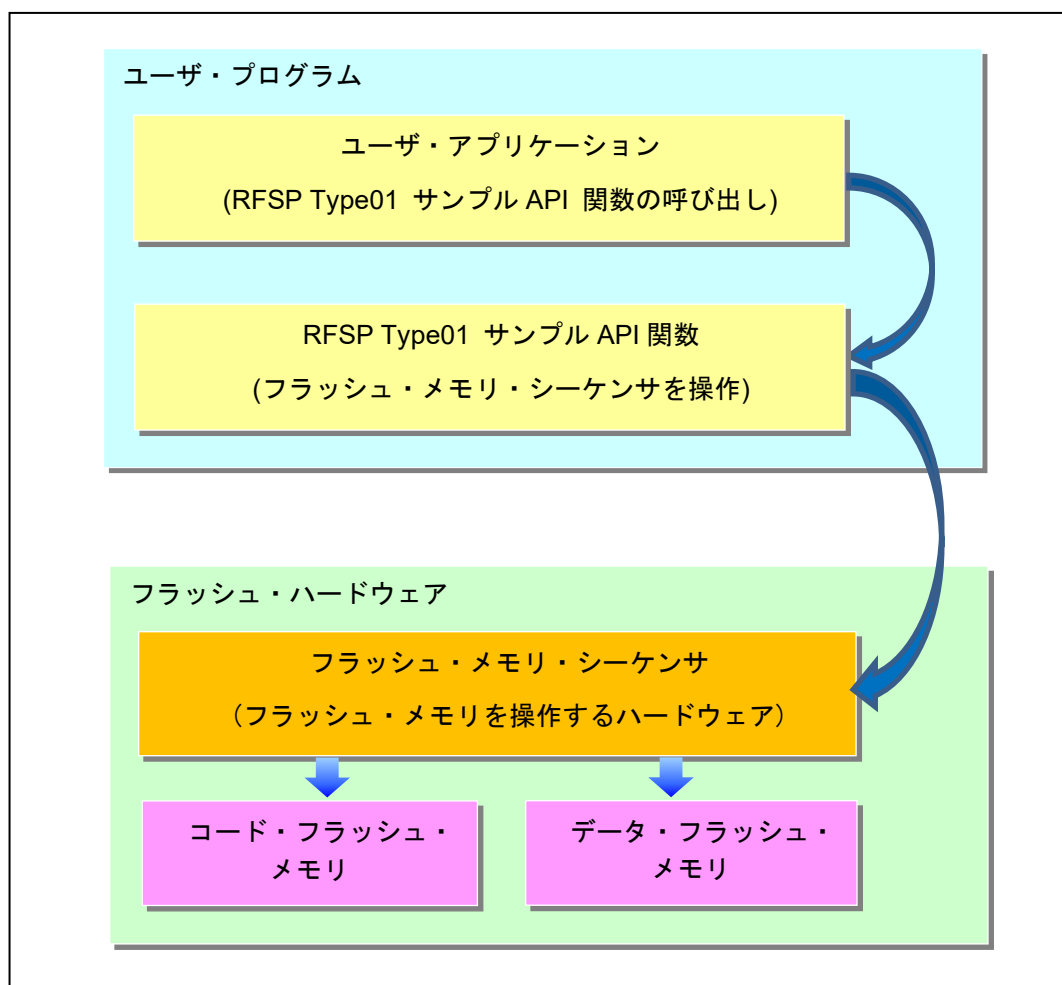 ユーザ・プログラム
ユーザ・アプリケーション
(RFSP Type01 サンプル API 関数の呼び出し)
RFSP Type01 サンプル API 関数
(フラッシュ・メモリ・シーケンサを操作)
フラッシュ・ハードウェア
フラッシュ・メモリ・シーケンサ
（フラッシュ・メモリを操作するハードウェア）
コード・フラッシュ・
メモリ
データ・フラッシュ・
メモリ